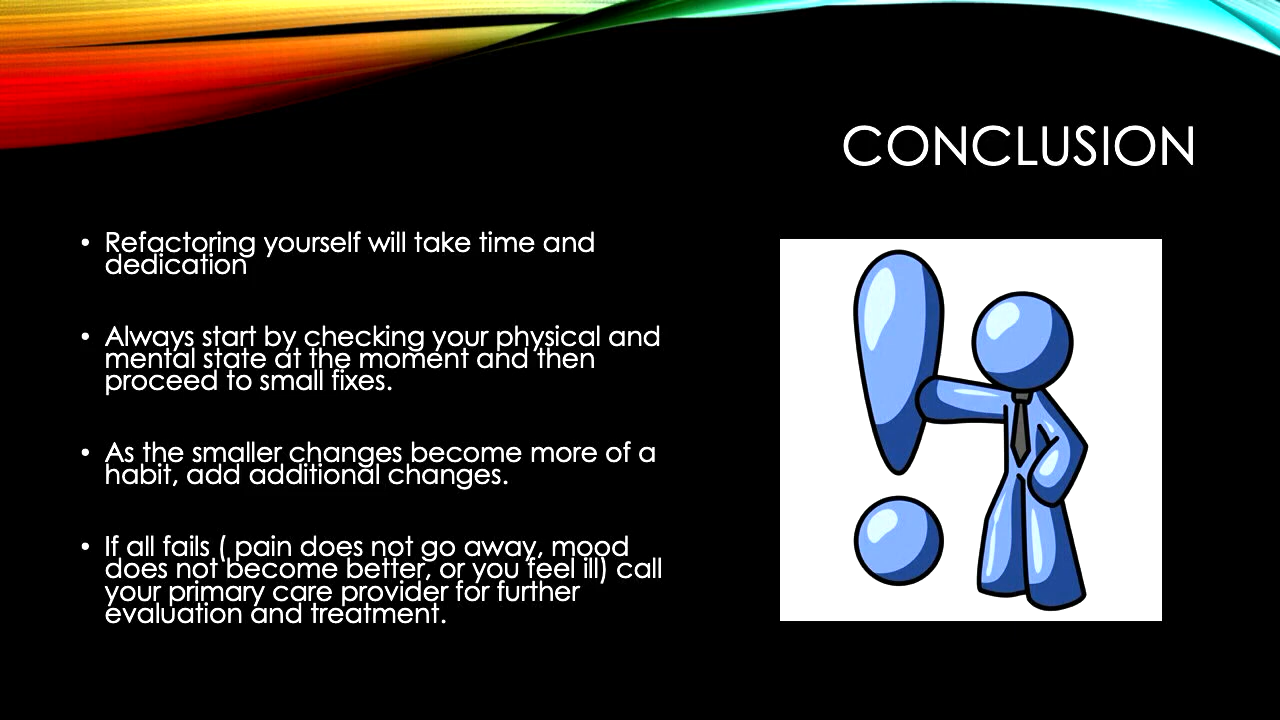 CONCLUSION
• Refactoring yourself will take time and
dedication
• Always start by checking your physical and
mental state at the moment and then
proceed to small fixes.
• As the smaller changes become more of a
habit, add additional changes.
• If all fails ( pain does not go away, mood
does not become better, or you feel ill) call
your primary care provider for further
evaluation and treatment.